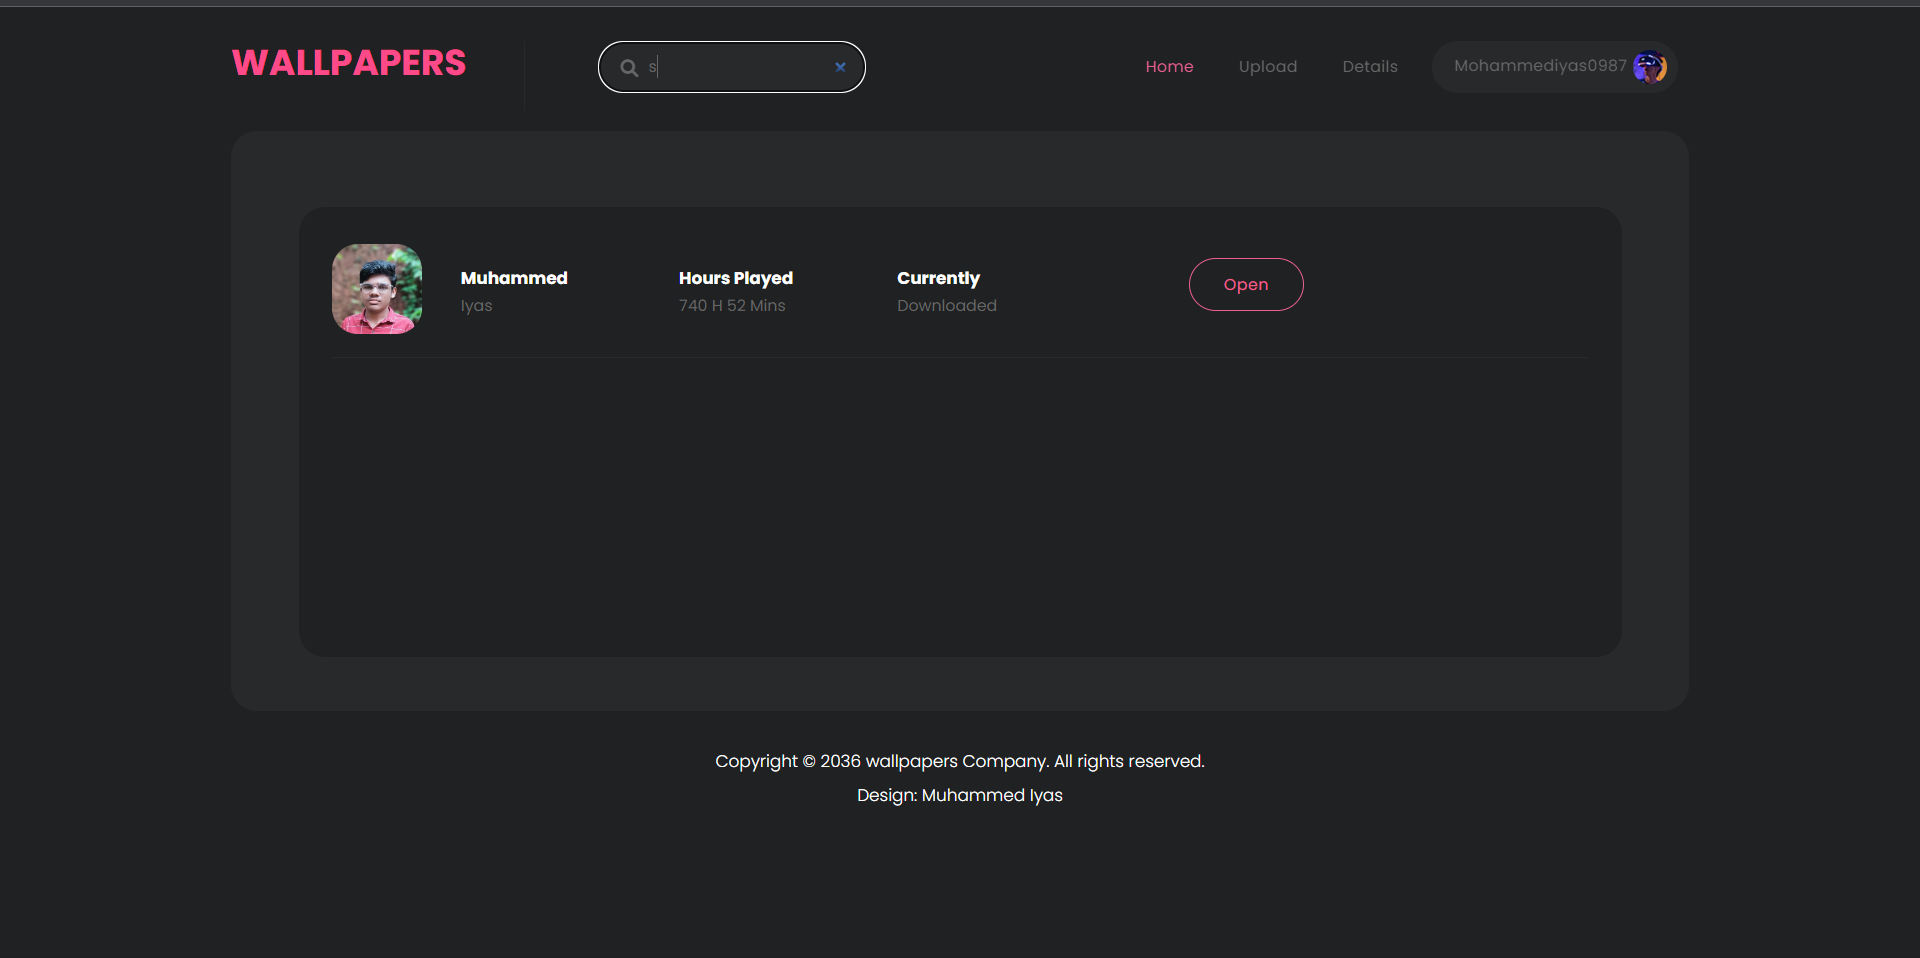 WALLPAPERS
s
Home
Upload
Details
Mohammediyas0987
Muhammed
Iyas
Hours Played
740 H 52 Mins
Currently
Downloaded
Open
Copyright © 2036 wallpapers Company. All rights reserved.
Design: Muhammed Iyas